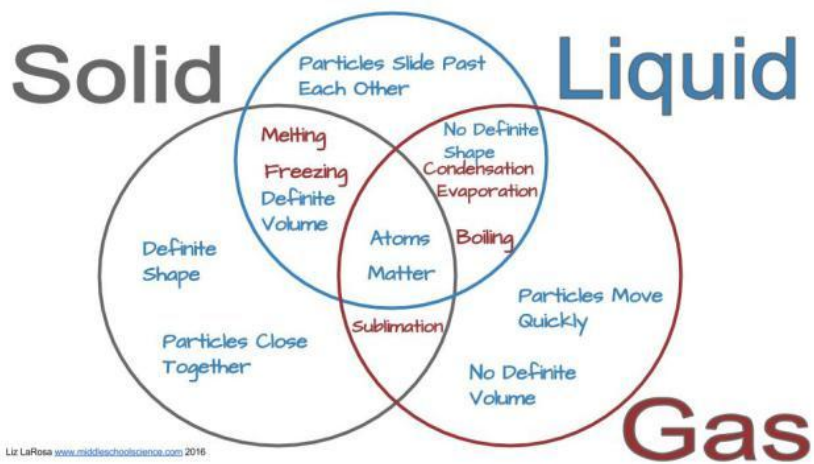 Solid
Liquid
Particles Slide Past
Each Other
Melting
Freezing
Definite
Volume
No Definite
Shape
Condensation
Evaporation
Boiling
Atoms
Matter
Definite
Shape
Particles Close
Together
Sublimation
Particles Move
Quickly
No Definite
Volume
Gas
Liz LaRosa www.middleschoolscience.com 2016